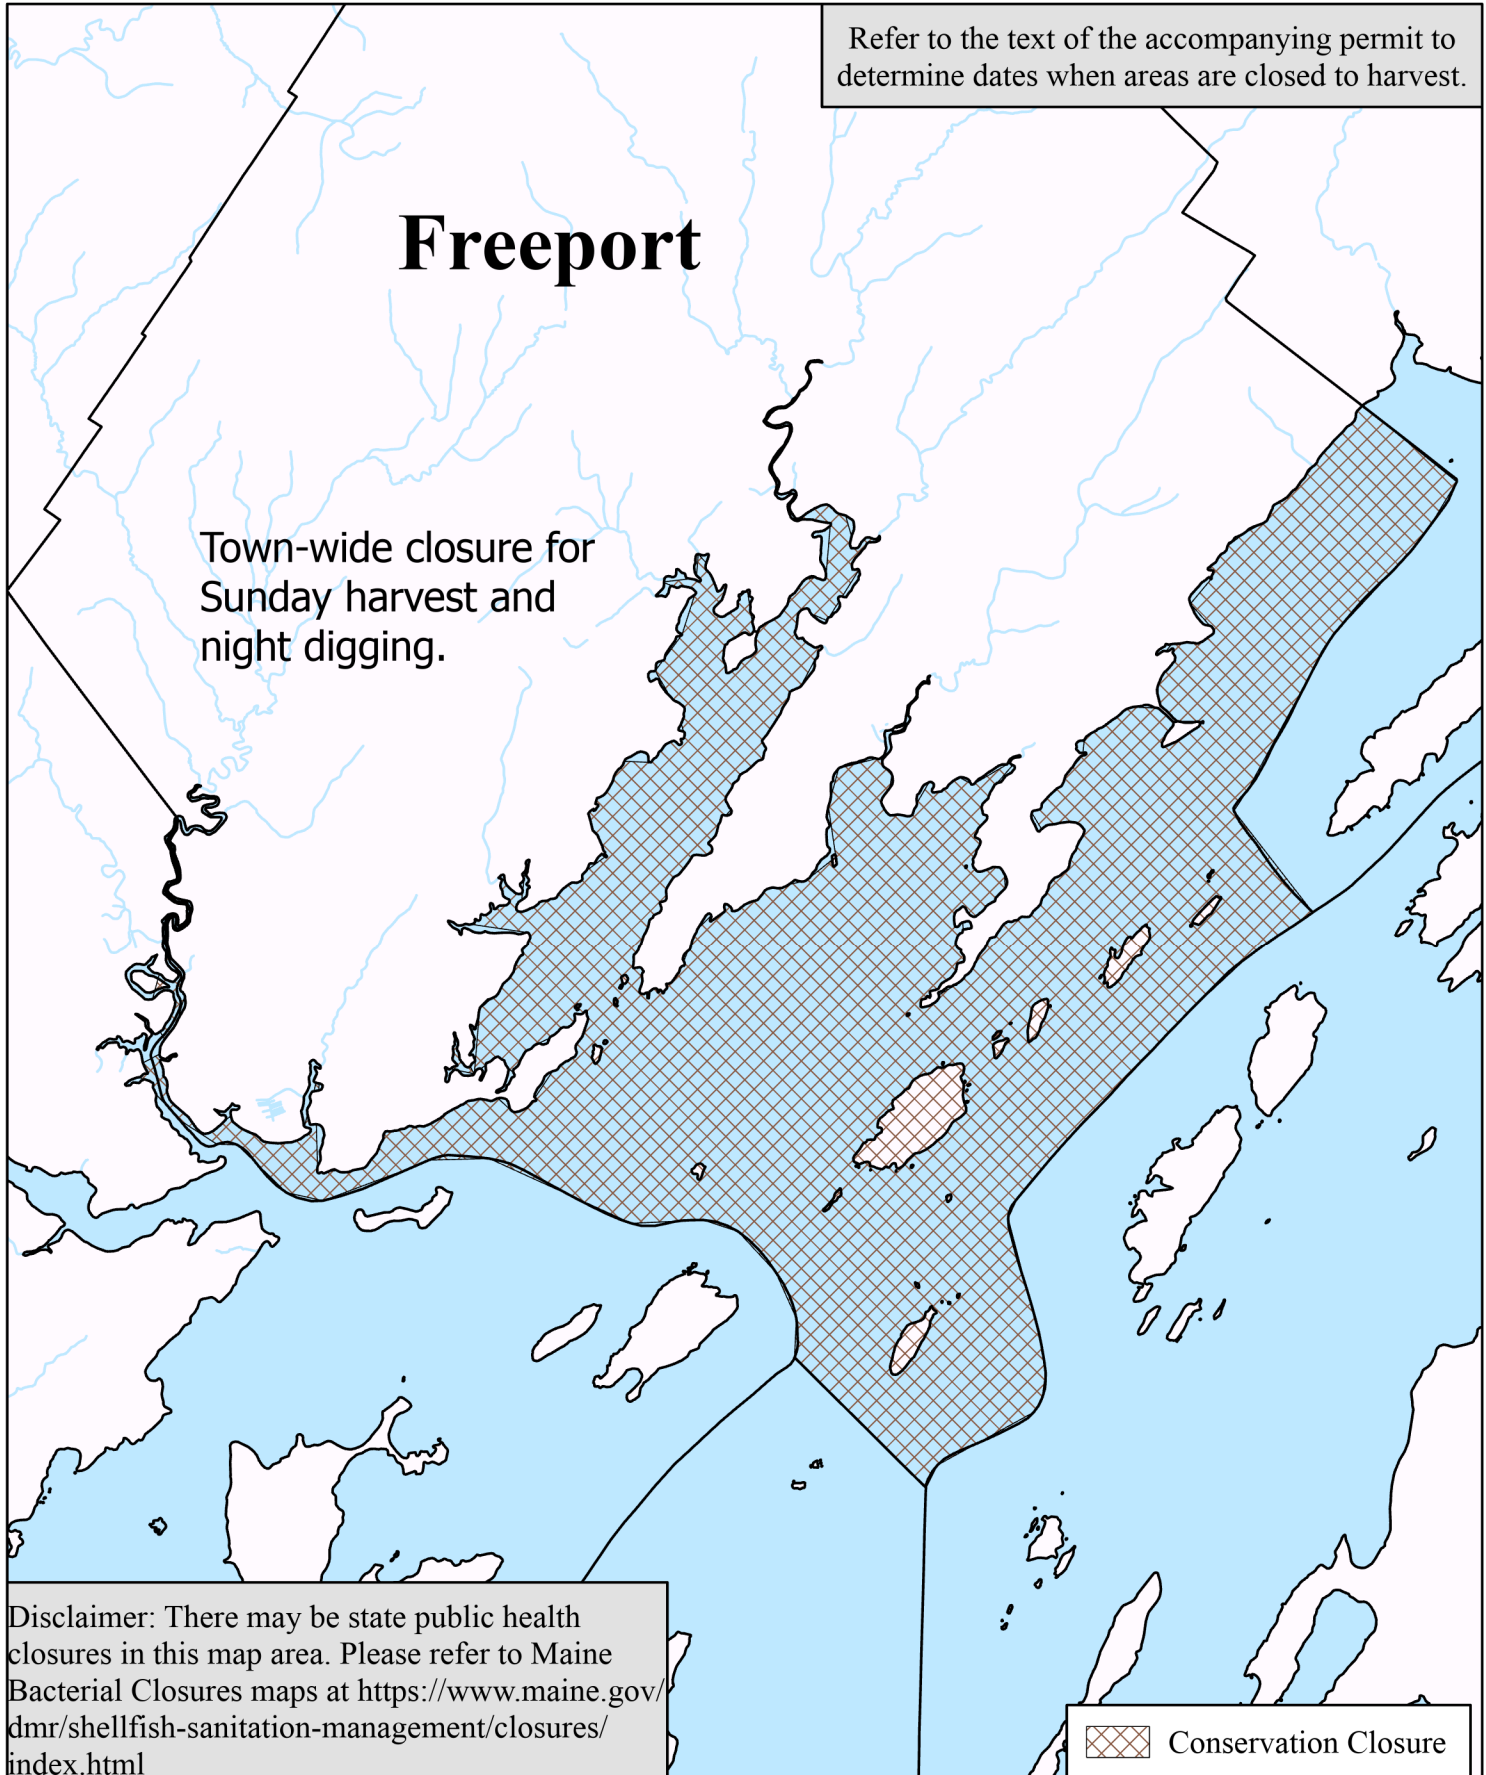 Refer to the text of the accompanying permit to
determine dates when areas are closed to harvest.
Freeport
Town-wide closure for
Sunday harvest and
night digging.
Disclaimer: There may be state public health
closures in this map area. Please refer to Maine
Bacterial Closures maps at https://www.maine.gov/
dmr/shellfish-sanitation-management/closures/
index.html
Conservation Closure